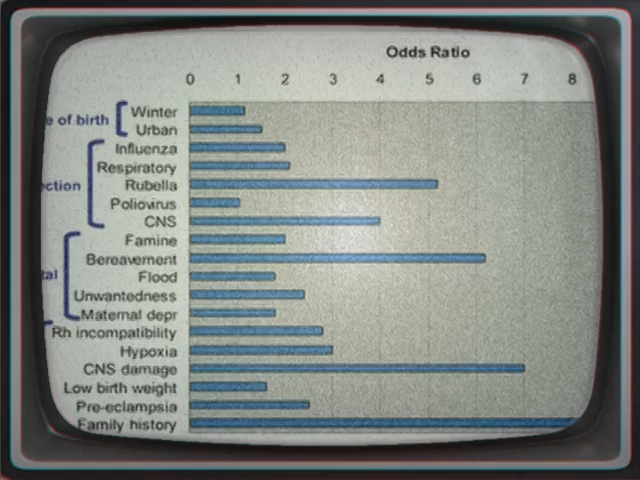 Odds Ratio
0 1 2 3 4 5 6 7 8
e of birth
Winter
Urban
Influenza
Respiratory
ction
Rubella
Poliovirus
CNS
Famine
Bereavement
tal
Flood
Unwantedness
Maternal depr
Rh incompatibility
Hypoxia
CNS damage
Low birth weight
Pre-eclampsia
Family history